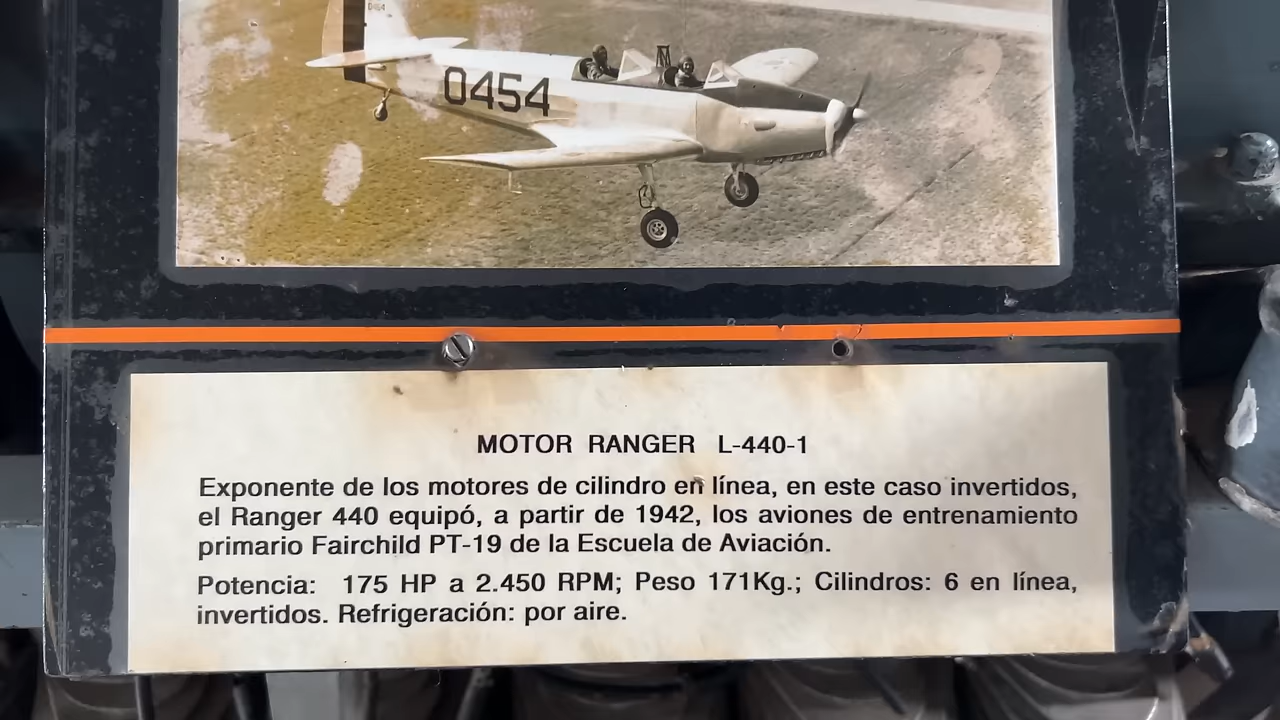 0454
MOTOR RANGER L-440-1
Exponente de los motores de cilindro en línea, en este caso invertidos,
el Ranger 440 equipó, a partir de 1942, los aviones de entrenamiento
primario Fairchild PT-19 de la Escuela de Aviación.
Potencia: 175 HP a 2.450 RPM; Peso 171Kg.; Cilindros: 6 en línea,
invertidos. Refrigeración: por aire.